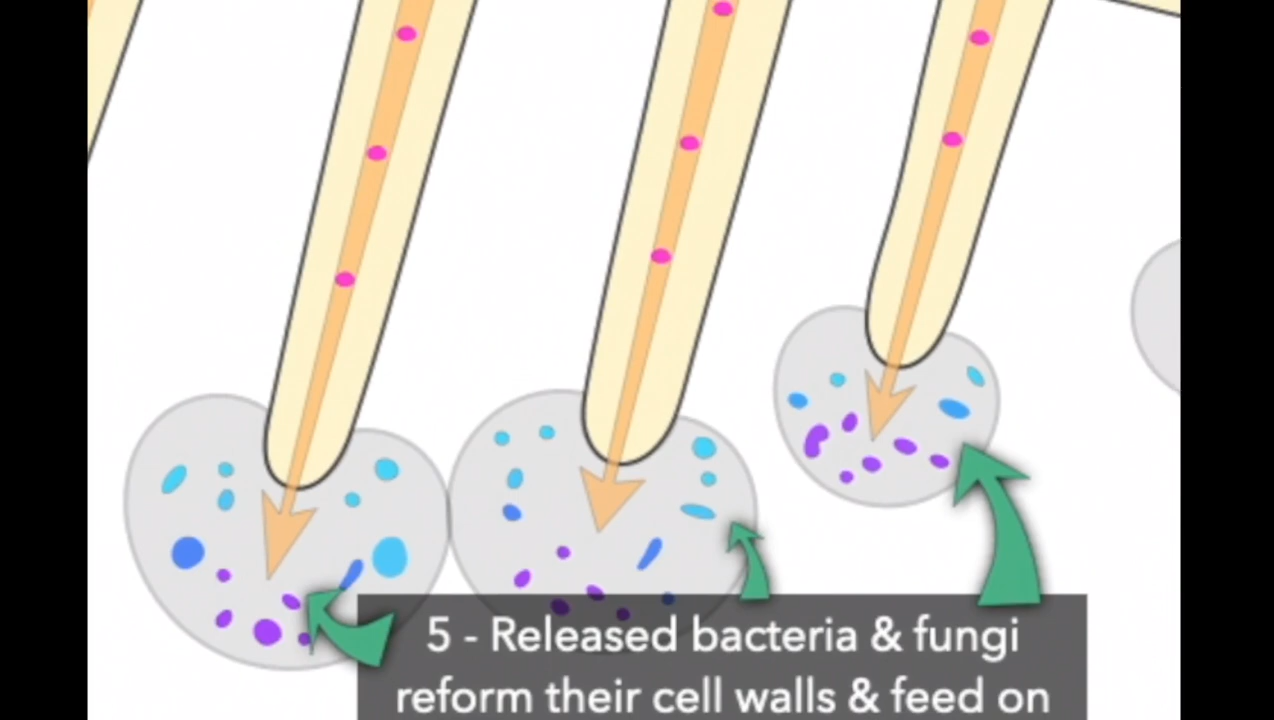 5 - Released bacteria & fungi
reform their cell walls & feed on